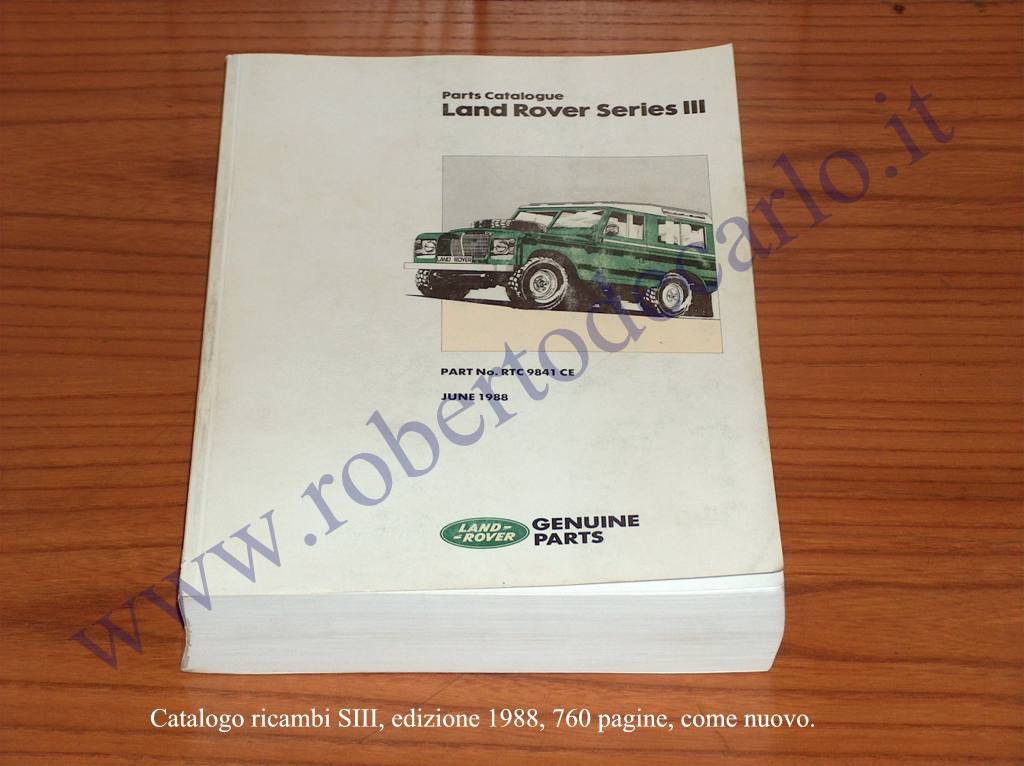 Parts Catalogue
Land Rover Series III
LAND ROVER
PART No. RTC 9841 CE
JUNE 1988
LAND-
-ROVER
GENUINE
PARTS
www.robertodecarlo.it
Catalogo ricambi SIII, edizione 1988, 760 pagine, come nuovo.